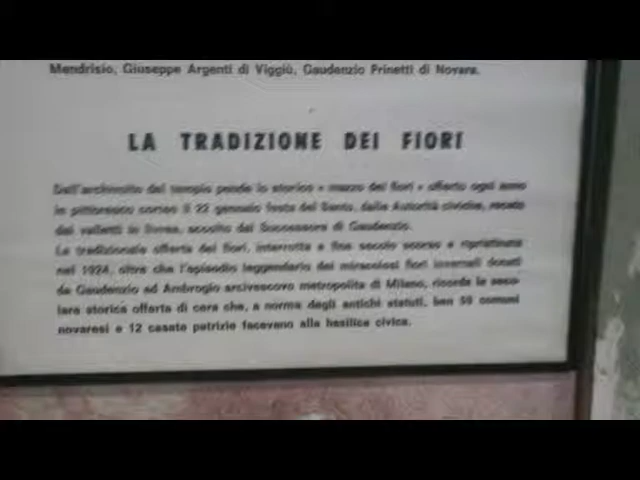 Mendrisio, Giuseppe Argenti di Viggiù, Gaudenzio Prinetti di Novara.
LA TRADIZIONE DEI FIORI
Dall'archivolto del tempio pende lo storico « mazzo dei fiori » offerto ogni anno
in pittoresco corteo il 22 gennaio festa del Santo, dalle Autorità civiche, recato
dai valletti in livrea, accolto dal Successore di Gaudenzio.
La tradizionale offerta dei fiori, interrotta a fine secolo scorso e ripristinata
nel 1924, oltre che l'episodio leggendario dei miracolosi fiori invernali donati
da Gaudenzio ad Ambrogio arcivescovo metropolita di Milano, ricorda la seco-
lare storica offerta di cera che, a norma degli antichi statuti, ben 59 comuni
novaresi e 12 casate patrizie facevano alla basilica civica.